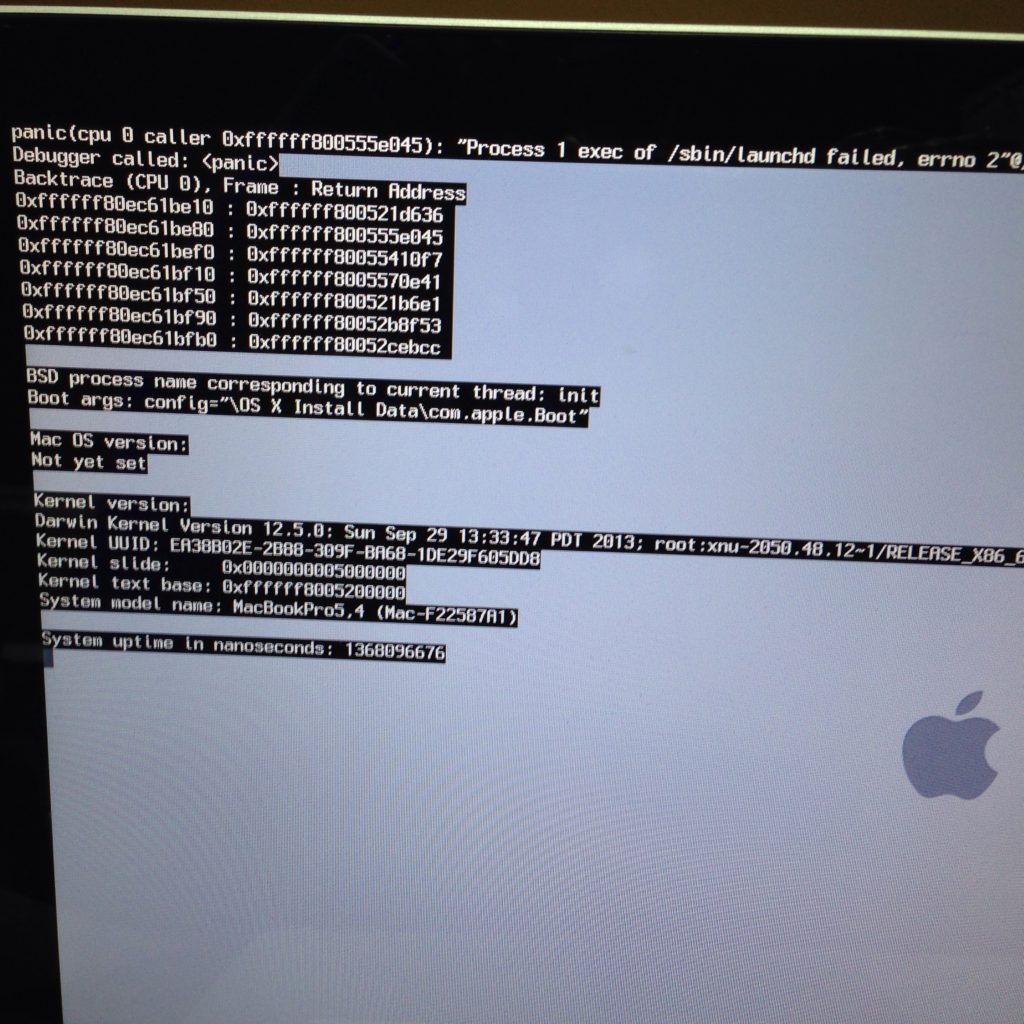 panic(cpu 0 caller 0xffffff800555e045): "Process 1 exec of /sbin/launchd failed, errno 2"@
Debugger called: <panic>
Backtrace (CPU 0), Frame : Return Address
0xffffff80ec61be10 : 0xffffff800521d636
0xffffff80ec61be80 : 0xffffff800555e045
0xffffff80ec61bef0 : 0xffffff80055410f7
0xffffff80ec61bf10 : 0xffffff8005570e41
0xffffff80ec61bf50 : 0xffffff800521b6e1
0xffffff80ec61bf90 : 0xffffff80052b8f53
0xffffff80ec61bfb0 : 0xffffff80052cebcc
BSD process name corresponding to current thread: init
Boot args: config="\OS X Install Data\com.apple.Boot"
Mac OS version:
Not yet set
Kernel version:
Darwin Kernel Version 12.5.0: Sun Sep 29 13:33:47 PDT 2013; root:xnu-2050.48.12~1/RELEASE_X86_6
Kernel UUID: EA38B02E-2B88-309F-BA68-1DE29F605DD8
Kernel slide: 0x0000000005000000
Kernel text base: 0xffffff8005200000
System model name: MacBookPro5,4 (Mac-F22587A1)
System uptime in nanoseconds: 1368096676